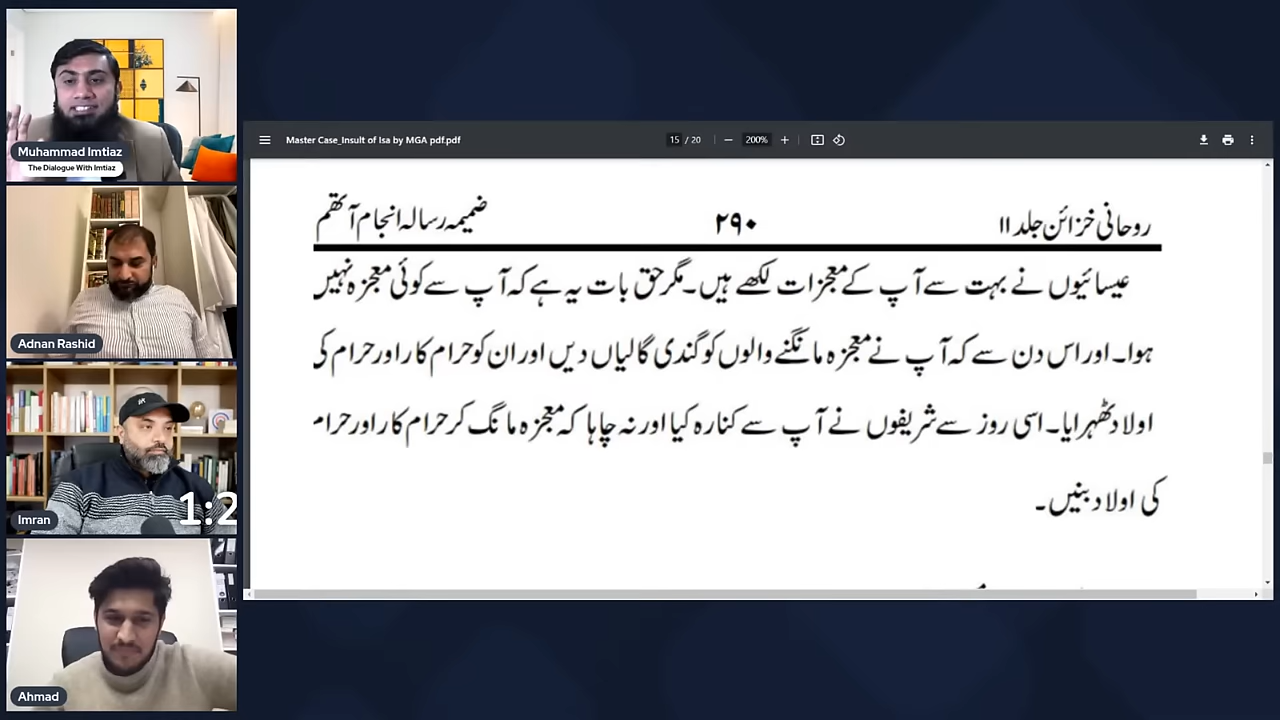 Muhammad Imtiaz
The Dialogue With Imtiaz
Adnan Rashid
Imran
1:2
Ahmad
Master Case_Insult of Isa by MGA pdf.pdf
15 / 20
200%
روحانی خزائن جلد ۱۱
۲۹۰
ضمیمہ رسالہ انجام آتھم
عیسائیوں نے بہت سے آپ کے معجزات لکھے ہیں۔ مگر حق بات یہ ہے کہ آپ سے کوئی معجزہ نہیں
ہوا۔ اور اس دن سے کہ آپ نے معجزہ مانگنے والوں کو گندی گالیاں دیں اور ان کو حرام کار اور حرام کی
اولاد ٹھہرایا۔ اسی روز سے شریفوں نے آپ سے کنارہ کیا اور نہ چاہا کہ معجزہ مانگ کر حرام کار اور حرام
کی اولاد بنیں۔